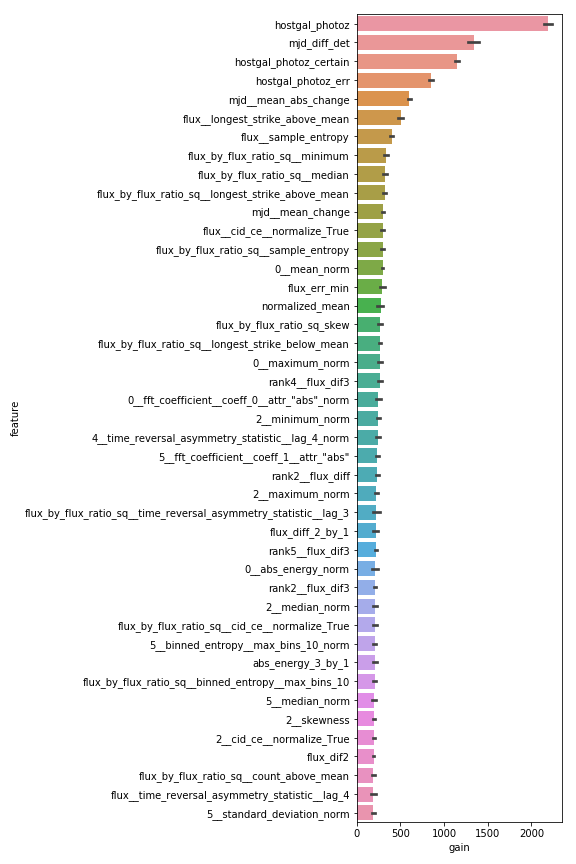 hostgal_photoz
mjd_diff_det
hostgal_photoz_certain
hostgal_photoz_err
mjd__mean_abs_change
flux__longest_strike_above_mean
flux__sample_entropy
flux_by_flux_ratio_sq__minimum
flux_by_flux_ratio_sq__median
flux_by_flux_ratio_sq__longest_strike_above_mean
mjd__mean_change
flux__cid_ce__normalize_True
flux_by_flux_ratio_sq__sample_entropy
0__mean_norm
flux_err_min
normalized_mean
flux_by_flux_ratio_sq_skew
flux_by_flux_ratio_sq__longest_strike_below_mean
0__maximum_norm
rank4__flux_dif3
0__fft_coefficient__coeff_0__attr_"abs"_norm
2__minimum_norm
4__time_reversal_asymmetry_statistic__lag_4_norm
5__fft_coefficient__coeff_1__attr_"abs"
rank2__flux_diff
2__maximum_norm
flux_by_flux_ratio_sq__time_reversal_asymmetry_statistic__lag_3
flux_diff_2_by_1
rank5__flux_dif3
0__abs_energy_norm
rank2__flux_dif3
2__median_norm
flux_by_flux_ratio_sq__cid_ce__normalize_True
5__binned_entropy__max_bins_10_norm
abs_energy_3_by_1
flux_by_flux_ratio_sq__binned_entropy__max_bins_10
5__median_norm
2__skewness
2__cid_ce__normalize_True
flux_dif2
flux_by_flux_ratio_sq__count_above_mean
flux__time_reversal_asymmetry_statistic__lag_4
5__standard_deviation_norm
feature
0 500 1000 1500 2000
gain